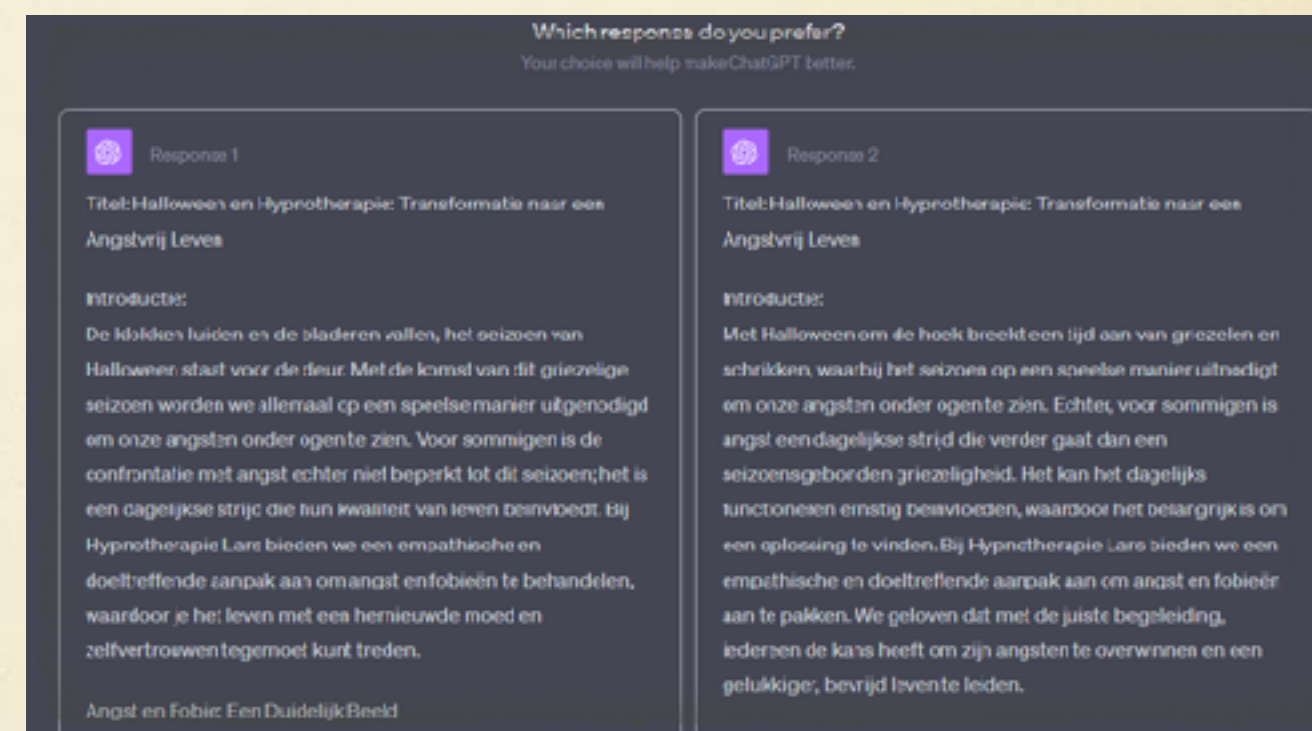 Which response do you prefer?
Your choice will help make ChatGPT better.
Response 1
Titel: Halloween en Hypnotherapie: Transformatie naar een
Angstvrij Leven
Introductie:
De klokken luiden en de bladeren vallen, het seizoen van
Halloween staat voor de deur. Met de komst van dit griezelige
seizoen worden we allemaal op een speelse manier uitgenodigd
om onze angsten onder ogen te zien. Voor sommigen is de
confrontatie met angst echter niet beperkt tot dit seizoen; het is
een dagelijkse strijd die hun kwaliteit van leven beïnvloedt. Bij
Hypnotherapie Lars bieden we een empathische en
doeltreffende aanpak aan om angst en fobieën te behandelen,
waardoor je het leven met een hernieuwde moed en
zelfvertrouwen tegemoet kunt treden.
Angst en Fobie: Een Duidelijk Beeld
Response 2
Titel: Halloween en Hypnotherapie: Transformatie naar een
Angstvrij Leven
Introductie:
Met Halloween om de hoek breekt een tijd aan van griezelen en
schrikken, waarbij het seizoen op een speelse manier uitnodigt
om onze angsten onder ogen te zien. Echter, voor sommigen is
angst een dagelijkse strijd die verder gaat dan een
seizoensgebonden griezeligheid. Het kan het dagelijks
functioneren ernstig beïnvloeden, waardoor het belangrijk is om
een oplossing te vinden. Bij Hypnotherapie Lars bieden we een
empathische en doeltreffende aanpak aan om angst en fobieën
aan te pakken. We geloven dat met de juiste begeleiding,
iedereen de kans heeft om zijn angsten te overwinnen en een
gelukkiger, bevrijd leven te leiden.